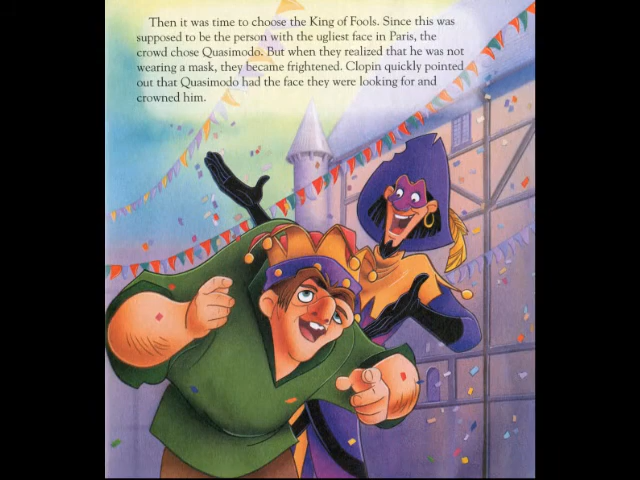 Then it was time to choose the King of Fools. Since this was
supposed to be the person with the ugliest face in Paris, the
crowd chose Quasimodo. But when they realized that he was not
wearing a mask, they became frightened. Clopin quickly pointed
out that Quasimodo had the face they were looking for and
crowned him.